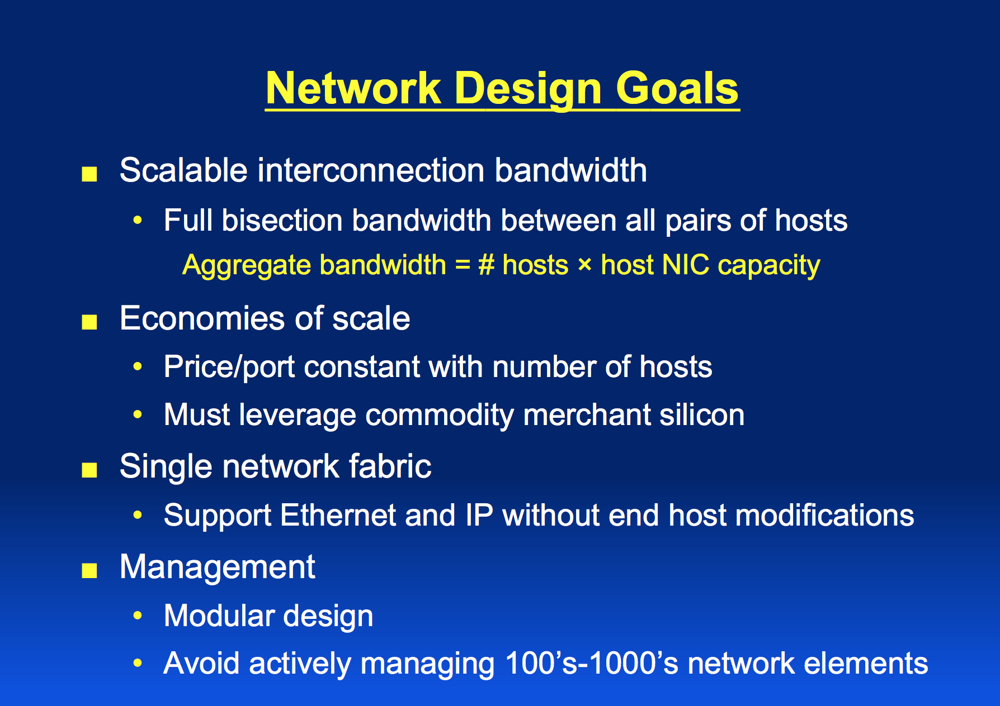 Network Design Goals
Scalable interconnection bandwidth
Full bisection bandwidth between all pairs of hosts
Aggregate bandwidth = # hosts × host NIC capacity
Economies of scale
Price/port constant with number of hosts
Must leverage commodity merchant silicon
Single network fabric
Support Ethernet and IP without end host modifications
Management
Modular design
Avoid actively managing 100’s-1000’s network elements